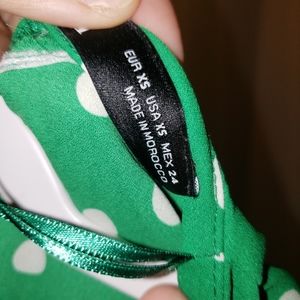 EUR XS USA XS MEX 24
MADE IN MOROCCO